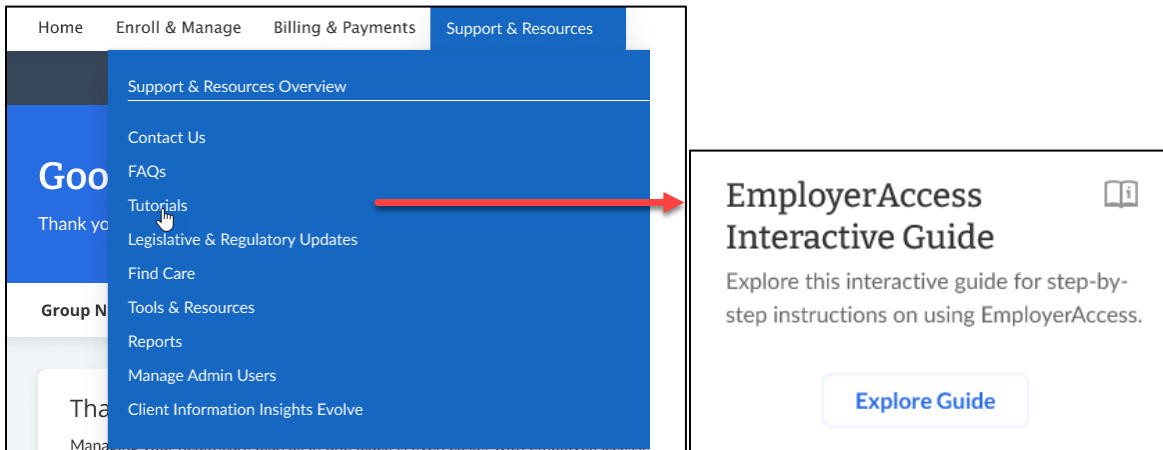 Home Enroll & Manage Billing & Payments Support & Resources
Support & Resources Overview
Contact Us
FAQs
Tutorials
Legislative & Regulatory Updates
Find Care
Tools & Resources
Reports
Manage Admin Users
Client Information Insights Evolve
Goo
Thank yo
Group N
Tha
Mana
EmployerAccess
Interactive Guide
Explore this interactive guide for step-by-
step instructions on using EmployerAccess.
Explore Guide